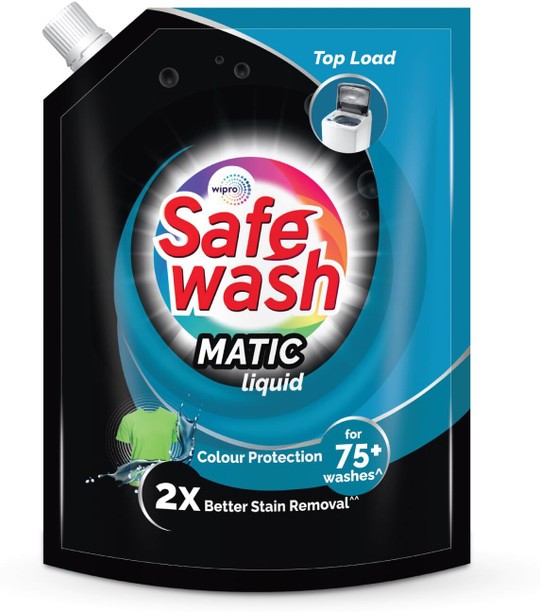 Top Load
wipro
Safe
wash
MATIC
liquid
Colour Protection
for
75+
washes^
2X Better Stain Removal^^